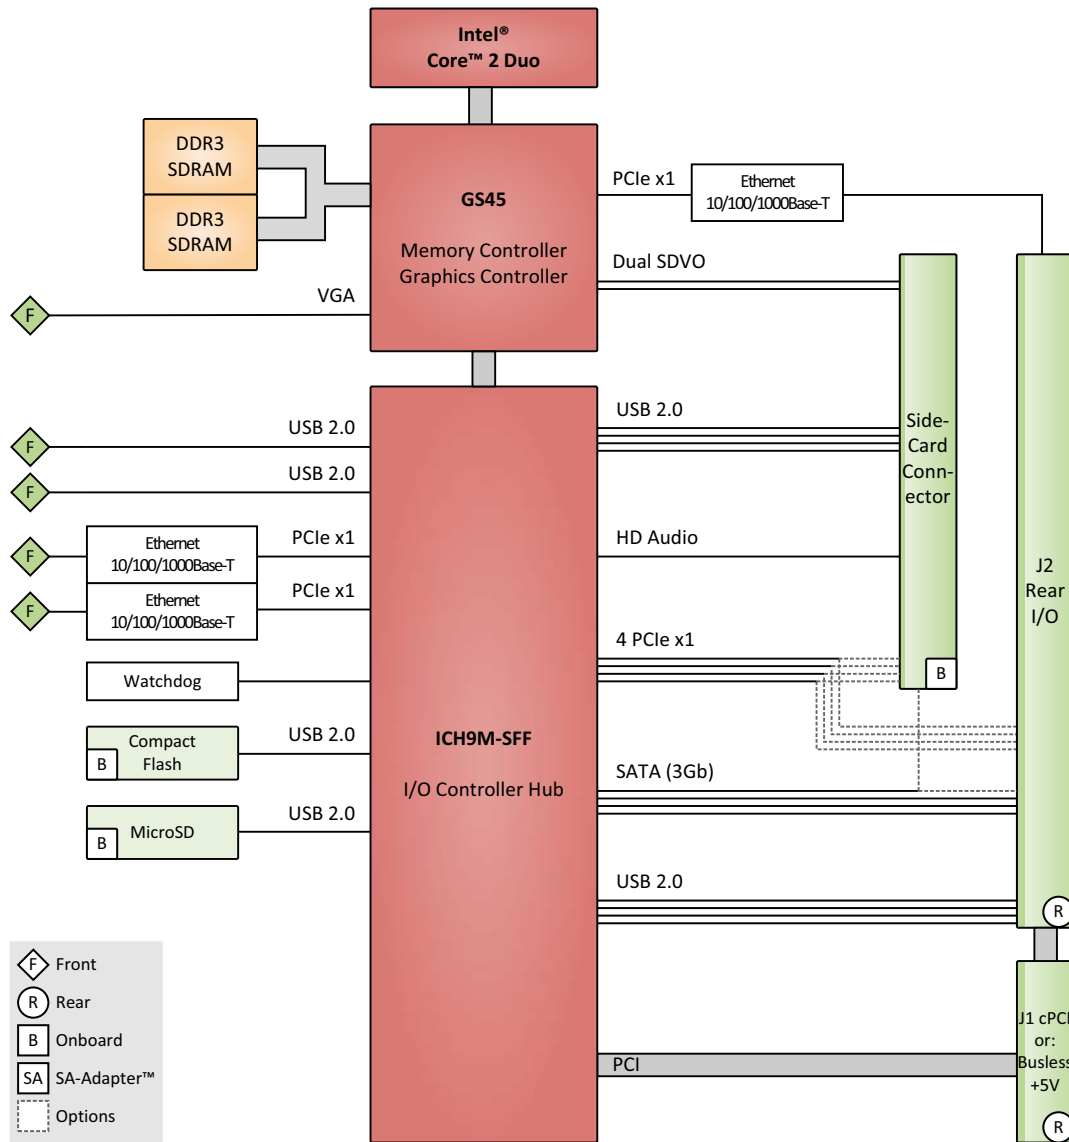 Intel®
Core™ 2 Duo
DDR3
SDRAM
DDR3
SDRAM
GS45
Memory Controller
Graphics Controller
PCIe x1
Ethernet
10/100/1000Base-T
Dual SDVO
VGA
F
USB 2.0
F
USB 2.0
F
PCIe x1
Ethernet
10/100/1000Base-T
F
PCIe x1
Ethernet
10/100/1000Base-T
F
Watchdog
Compact
Flash
B
USB 2.0
MicroSD
B
USB 2.0
ICH9M-SFF
I/O Controller Hub
USB 2.0
HD Audio
4 PCIe x1
SATA (3Gb)
USB 2.0
PCI
Side-
Card
Conn-
ector
B
J2
Rear
I/O
R
J1 cPCI
or:
Busless
+5V
R
F Front
R Rear
B Onboard
SA SA-Adapter™
Options